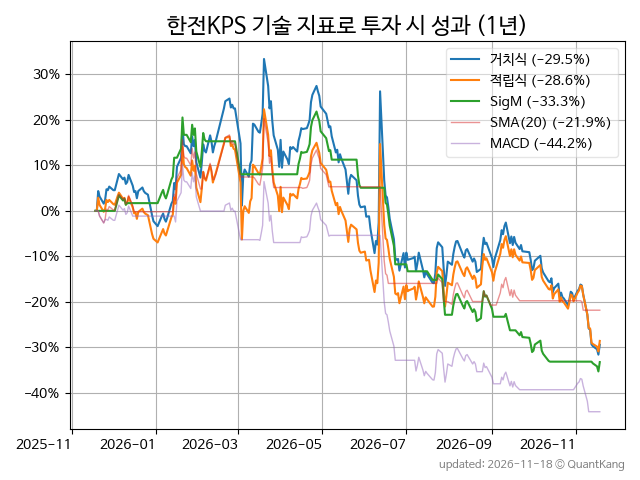 한전KPS 기술 지표로 투자 시 성과 (1년)
거치식 (−29.5%)
적립식 (−28.6%)
SigM (−33.3%)
SMA(20) (−21.9%)
MACD (−44.2%)
30%
20%
10%
0%
−10%
−20%
−30%
−40%
2025−11 2026−01 2026−03 2026−05 2026−07 2026−09 2026−11
updated: 2026-11-18 © QuantKang